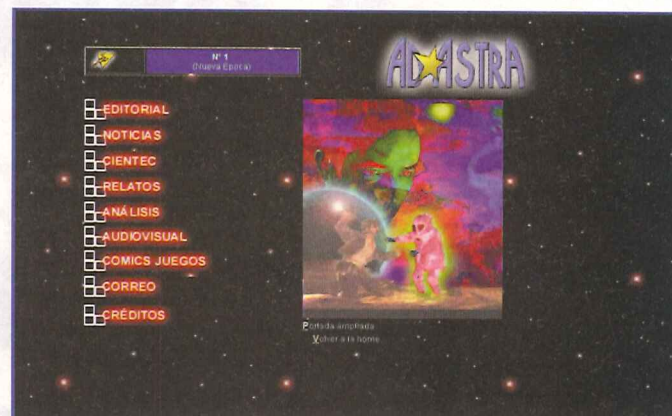 Nº 1
(Nueva Epoca)
AD ASTRA
EDITORIAL
NOTICIAS
CIENTEC
RELATOS
ANÁLISIS
AUDIOVISUAL
COMICS JUEGOS
CORREO
CRÉDITOS
Portada ampliada
Volver a la home